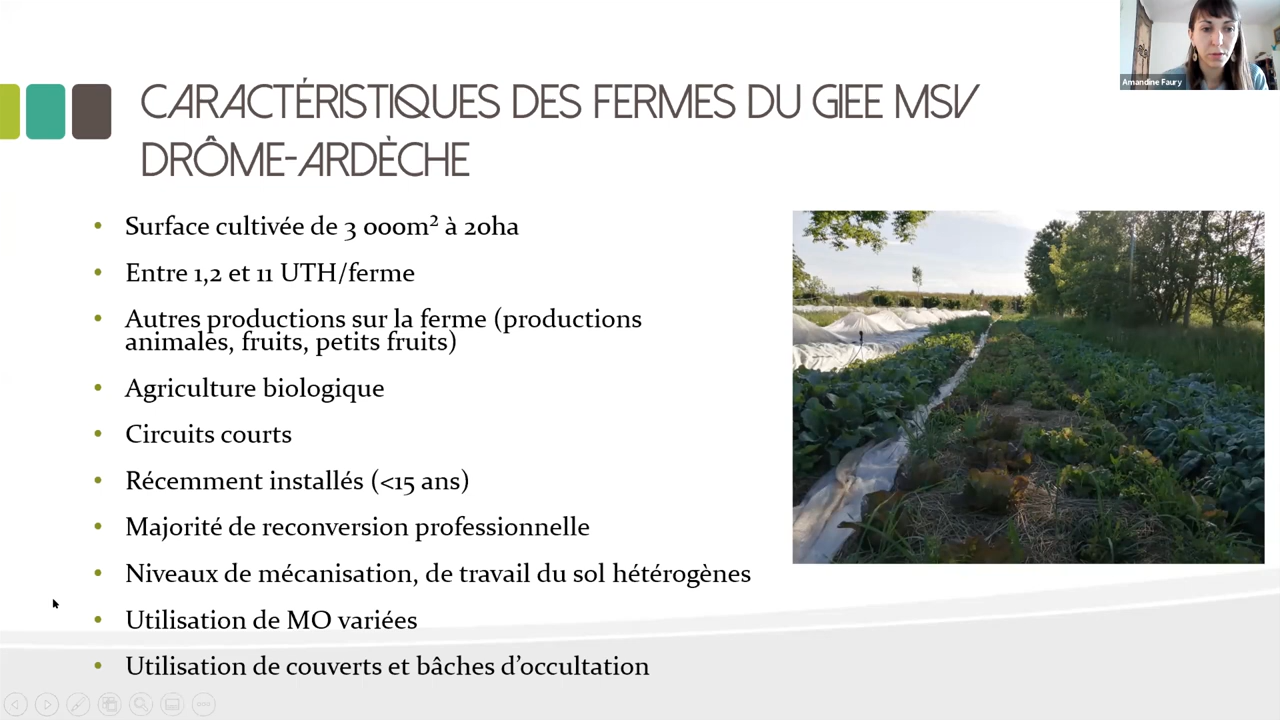 Amandine Faury
CARACTÉRISTIQUES DES FERMES DU GIEE MSV
DRÔME-ARDÈCHE
• Surface cultivée de 3 000m² à 20ha
• Entre 1,2 et 11 UTH/ferme
• Autres productions sur la ferme (productions
animales, fruits, petits fruits)
• Agriculture biologique
• Circuits courts
• Récemment installés (<15 ans)
• Majorité de reconversion professionnelle
• Niveaux de mécanisation, de travail du sol hétérogènes
• Utilisation de MO variées
• Utilisation de couverts et bâches d’occultation